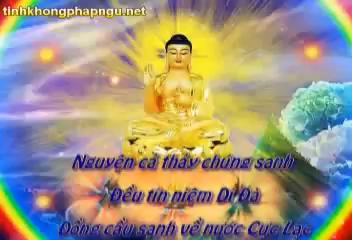 tinhkhongphapngu.net
Nguyện cả thảy chúng sanh
Đều tin niệm Di Đà
Đồng cầu sanh về nước Cực Lạc